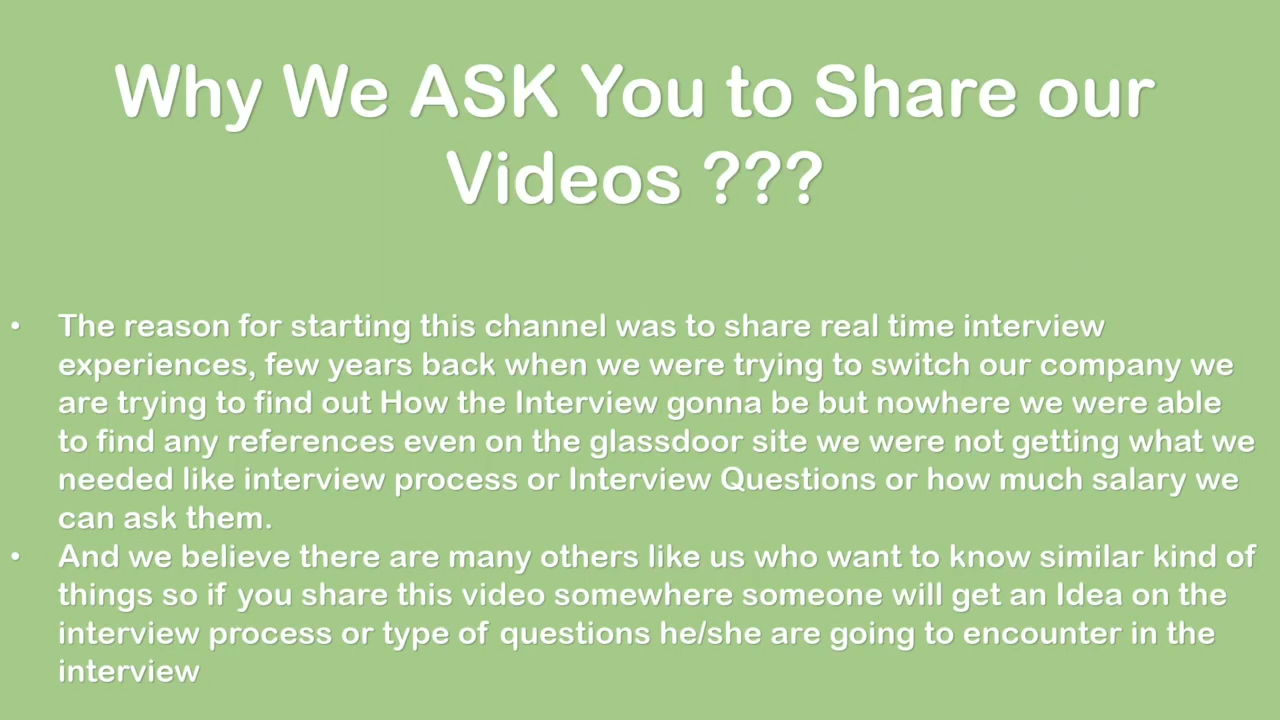 Why We ASK You to Share our
Videos ???
• The reason for starting this channel was to share real time interview
experiences, few years back when we were trying to switch our company we
are trying to find out How the Interview gonna be but nowhere we were able
to find any references even on the glassdoor site we were not getting what we
needed like interview process or Interview Questions or how much salary we
can ask them.
• And we believe there are many others like us who want to know similar kind of
things so if you share this video somewhere someone will get an Idea on the
interview process or type of questions he/she are going to encounter in the
interview